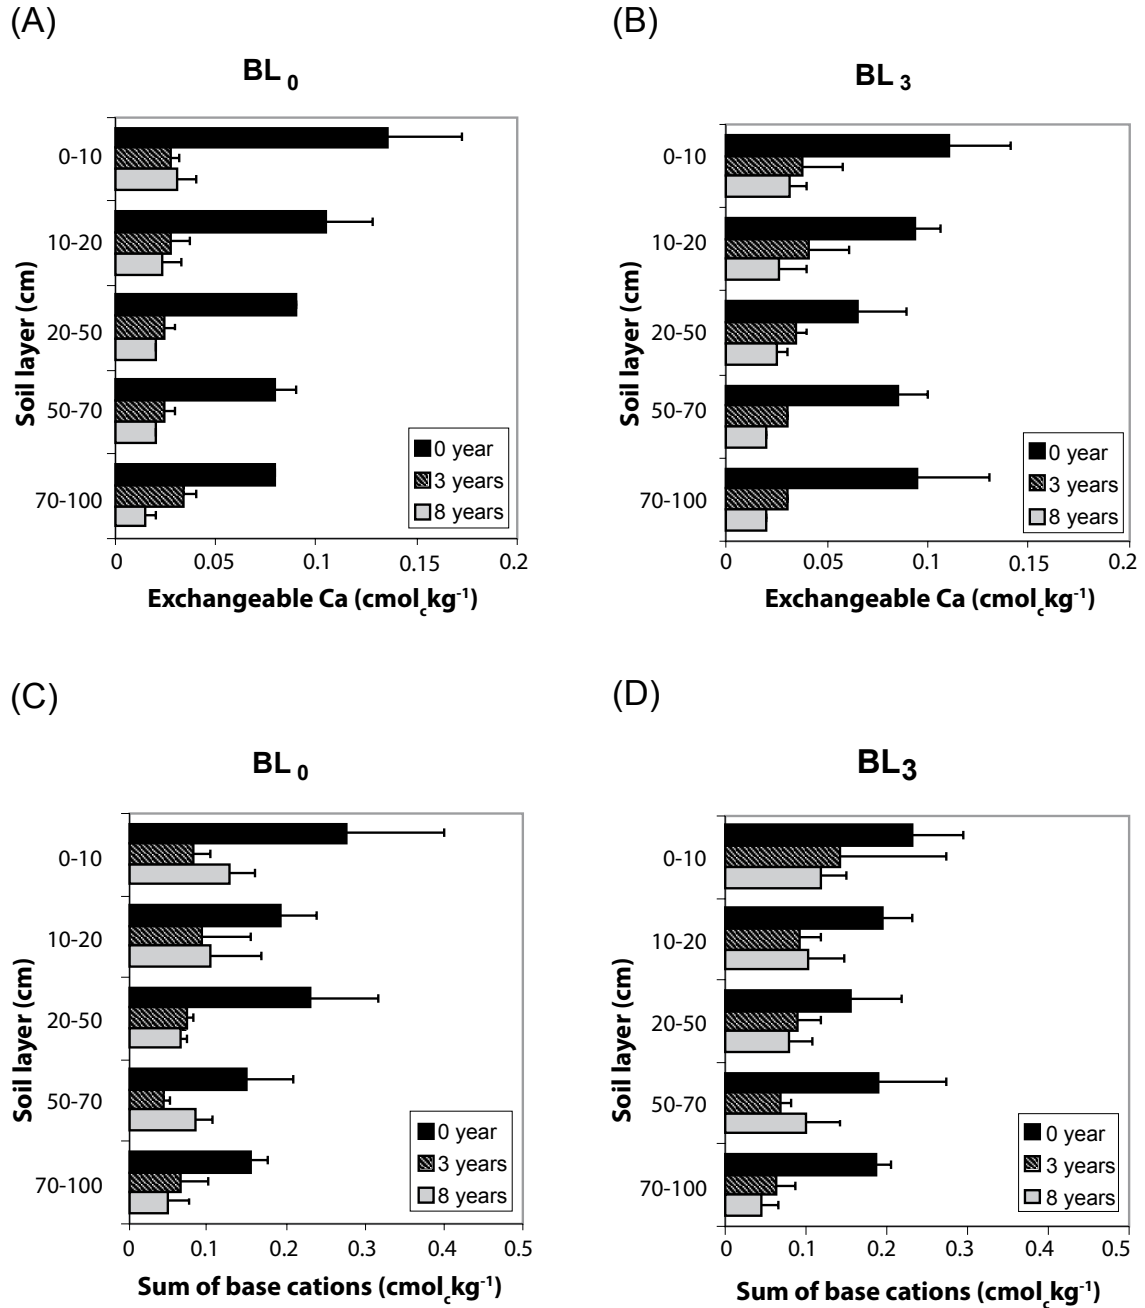 (A)
BL 0
Soil layer (cm)
0-10
10-20
20-50
50-70
70-100
0 year
3 years
8 years
0 0.05 0.1 0.15 0.2
Exchangeable Ca (cmolckg-1)
(B)
BL 3
Soil layer (cm)
0-10
10-20
20-50
50-70
70-100
0 year
3 years
8 years
0 0.05 0.1 0.15 0.2
Exchangeable Ca (cmolckg-1)
(C)
BL 0
Soil layer (cm)
0-10
10-20
20-50
50-70
70-100
0 year
3 years
8 years
0 0.1 0.2 0.3 0.4 0.5
Sum of base cations (cmolckg-1)
(D)
BL3
Soil layer (cm)
0-10
10-20
20-50
50-70
70-100
0 year
3 years
8 years
0 0.1 0.2 0.3 0.4 0.5
Sum of base cations (cmolckg-1)